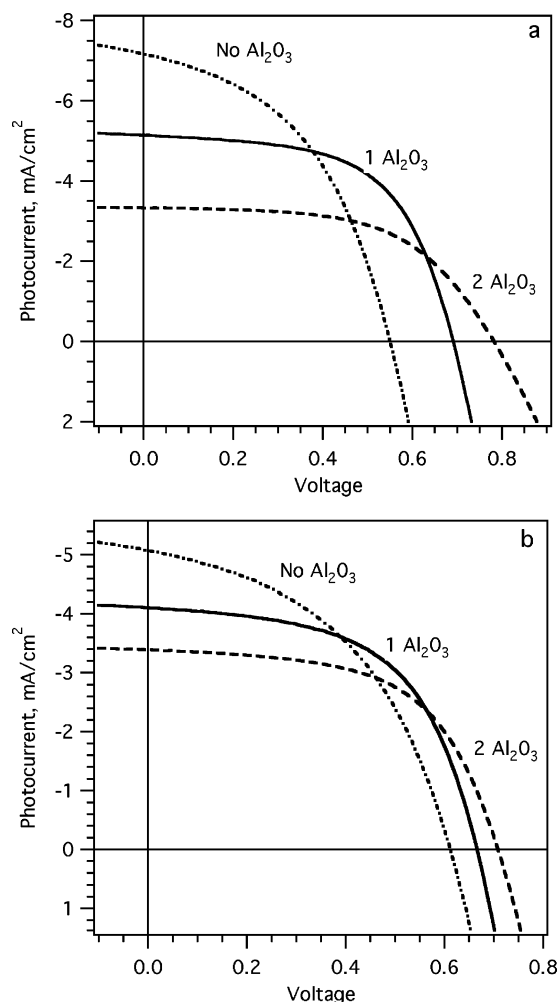 a
-8
-6
-4
-2
0
2
Photocurrent, mA/cm²
No Al₂O₃
1 Al₂O₃
2 Al₂O₃
0.0 0.2 0.4 0.6 0.8
Voltage
b
-5
-4
-3
-2
-1
0
1
Photocurrent, mA/cm²
No Al₂O₃
1 Al₂O₃
2 Al₂O₃
0.0 0.2 0.4 0.6 0.8
Voltage